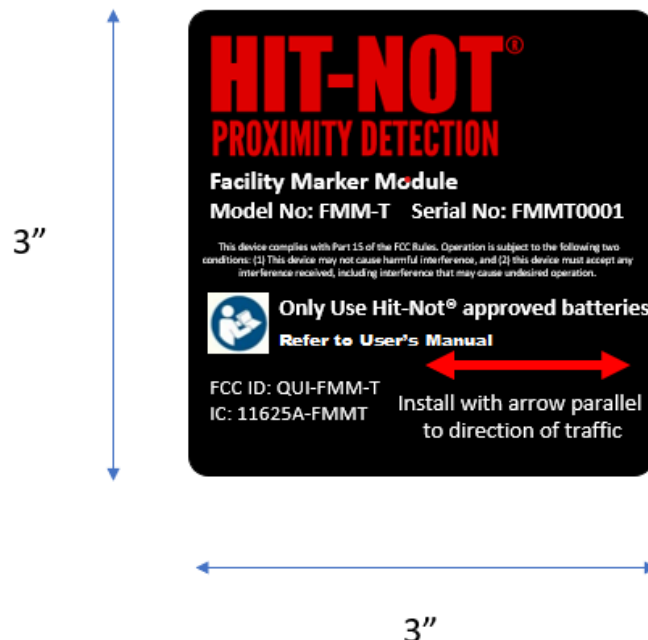 HIT-NOT®
PROXIMITY DETECTION
Facility Marker Module
Model No: FMM-T Serial No: FMMT0001
This device complies with Part 15 of the FCC Rules. Operation is subject to the following two
conditions: (1) This device may not cause harmful interference, and (2) this device must accept any
interference received, including interference that may cause undesired operation.
3”
Only Use Hit-Not® approved batteries
Refer to User's Manual
FCC ID: QUI-FMM-T
IC: 11625A-FMMT
Install with arrow parallel
to direction of traffic
3”